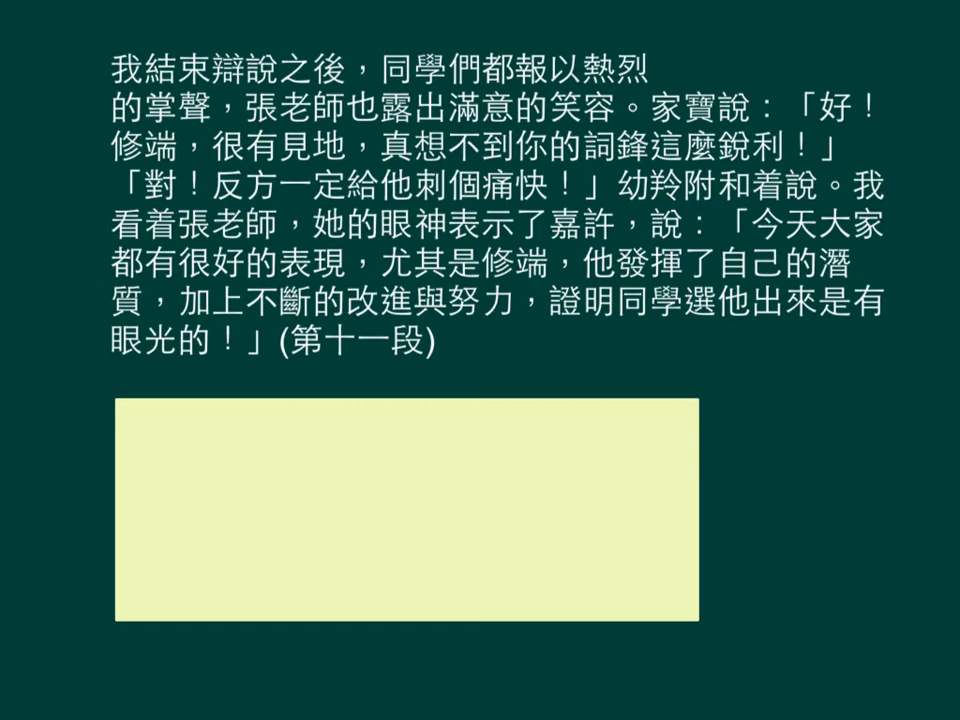 我結束辯說之後，同學們都報以熱烈
的掌聲，張老師也露出滿意的笑容。家寶說：「好！
修端，很有見地，真想不到你的詞鋒這麼銳利！」
「對！反方一定給他刺個痛快！」幼羚附和着說。我
看着張老師，她的眼神表示了嘉許，說：「今天大家
都有很好的表現，尤其是修端，他發揮了自己的潛
質，加上不斷的改進與努力，證明同學選他出來是有
眼光的！」(第十一段)